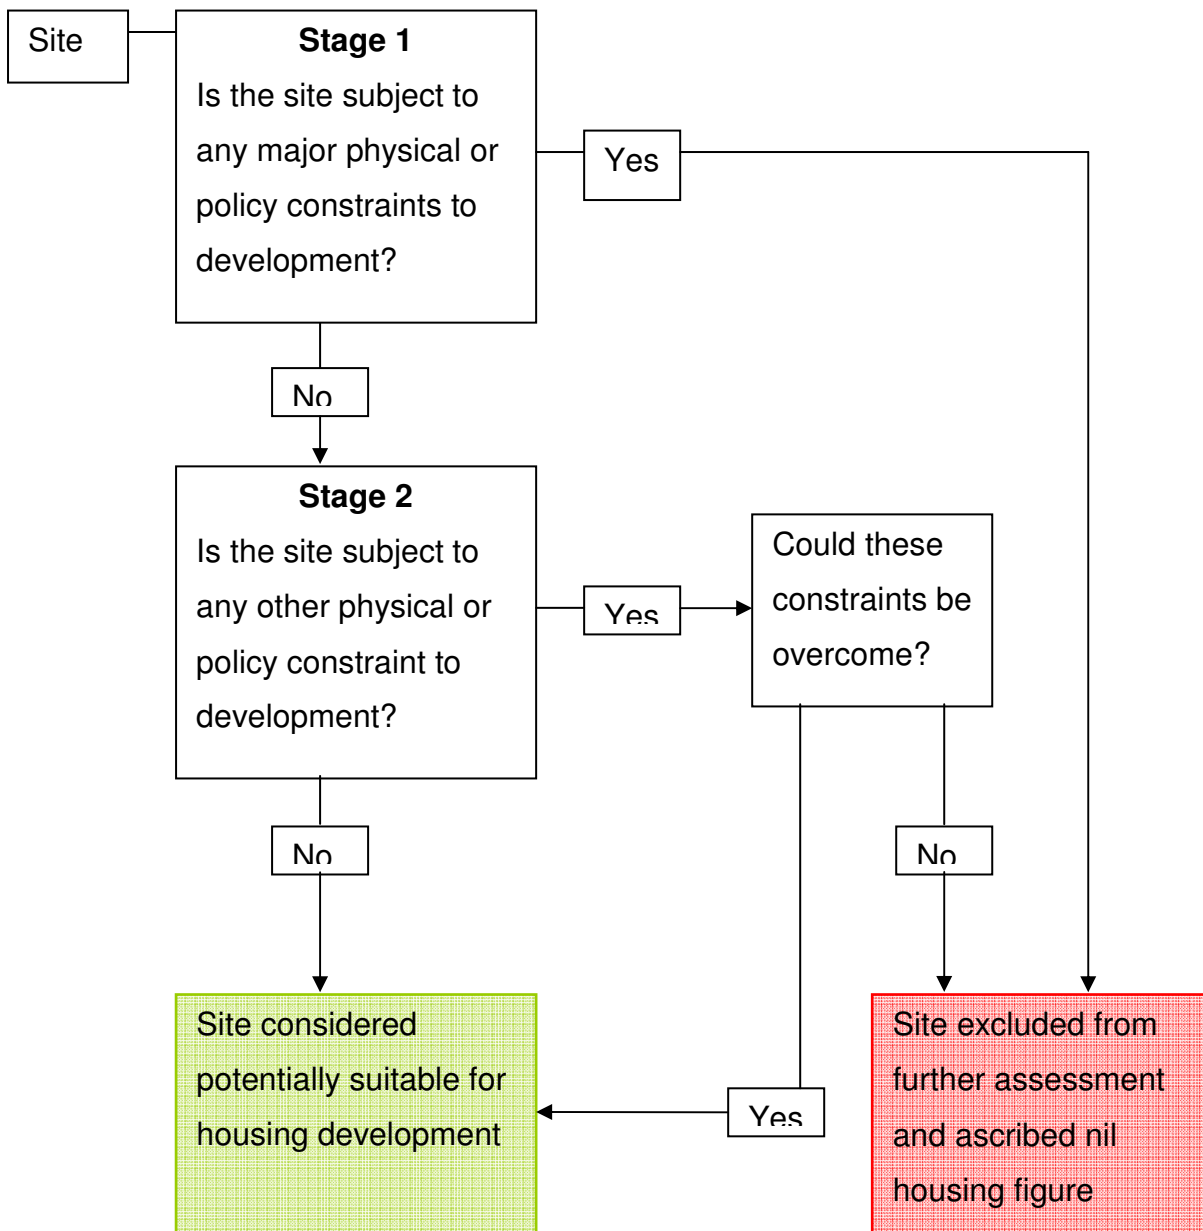 Site
Stage 1
Is the site subject to
any major physical or
policy constraints to
development?
Yes
No
Stage 2
Is the site subject to
any other physical or
policy constraint to
development?
Yes
Could these
constraints be
overcome?
No
No
Site considered
potentially suitable for
housing development
Yes
Site excluded from
further assessment
and ascribed nil
housing figure